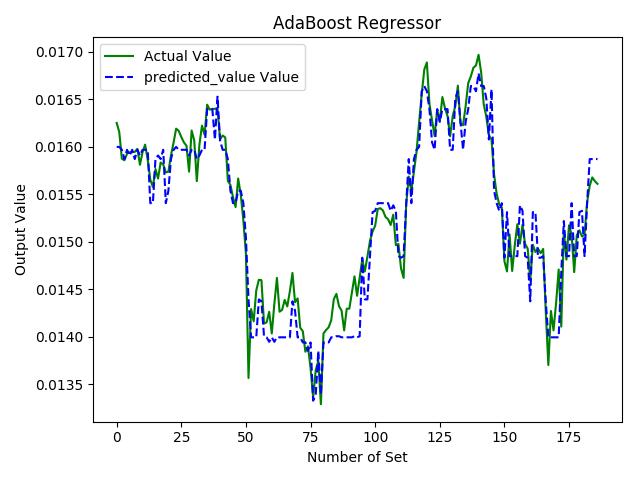 AdaBoost Regressor
Actual Value
predicted_value Value
Output Value
0.0170
0.0165
0.0160
0.0155
0.0150
0.0145
0.0140
0.0135
0 25 50 75 100 125 150 175
Number of Set